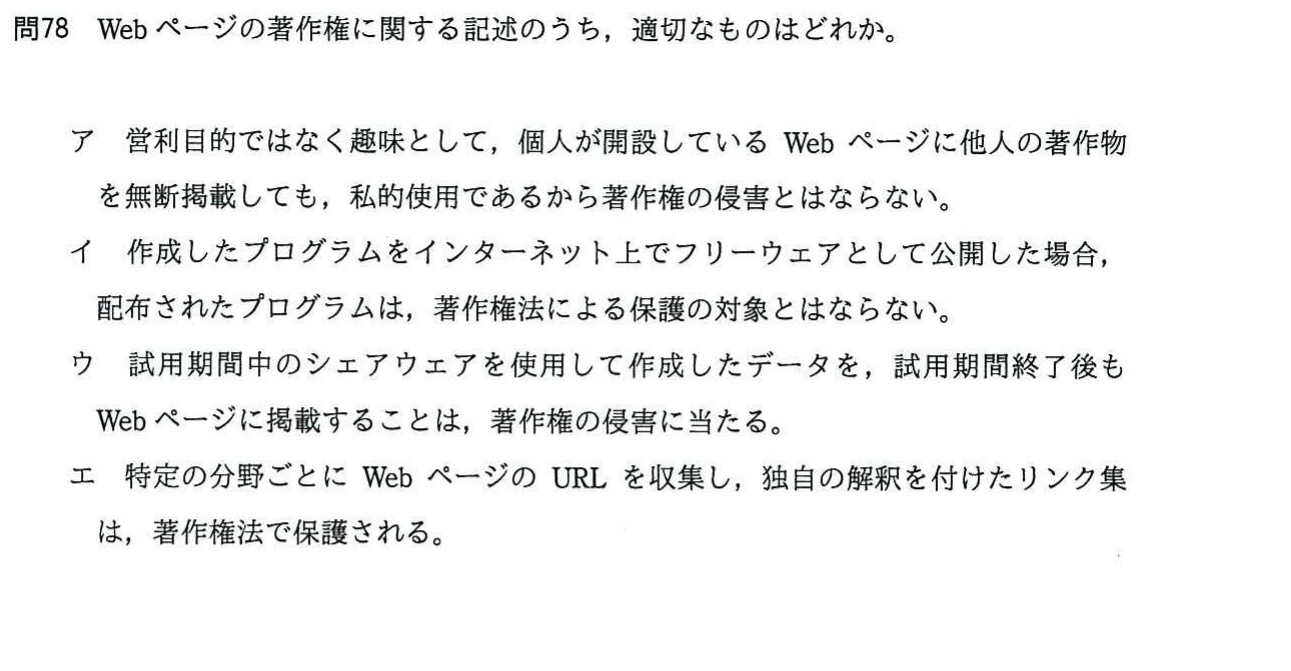 問78 Web ページの著作権に関する記述のうち，適切なものはどれか。
ア 営利目的ではなく趣味として，個人が開設している Web ページに他人の著作物
を無断掲載しても，私的使用であるから著作権の侵害とはならない。
イ 作成したプログラムをインターネット上でフリーウェアとして公開した場合，
配布されたプログラムは，著作権法による保護の対象とはならない。
ウ 試用期間中のシェアウェアを使用して作成したデータを，試用期間終了後も
Web ページに掲載することは，著作権の侵害に当たる。
エ 特定の分野ごとに Web ページの URL を収集し，独自の解釈を付けたリンク集
は，著作権法で保護される。